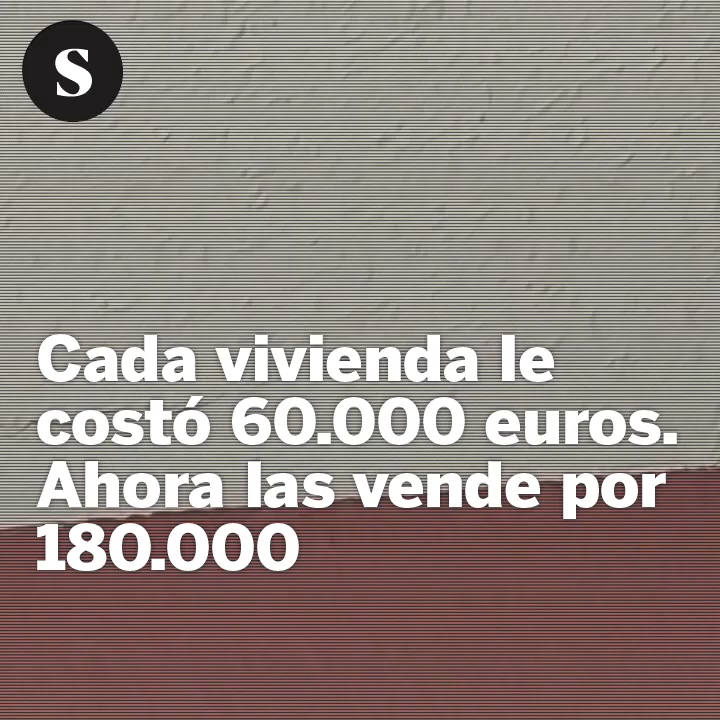 S
Cada vivienda le
costó 60.000 euros.
Ahora las vende por
180.000